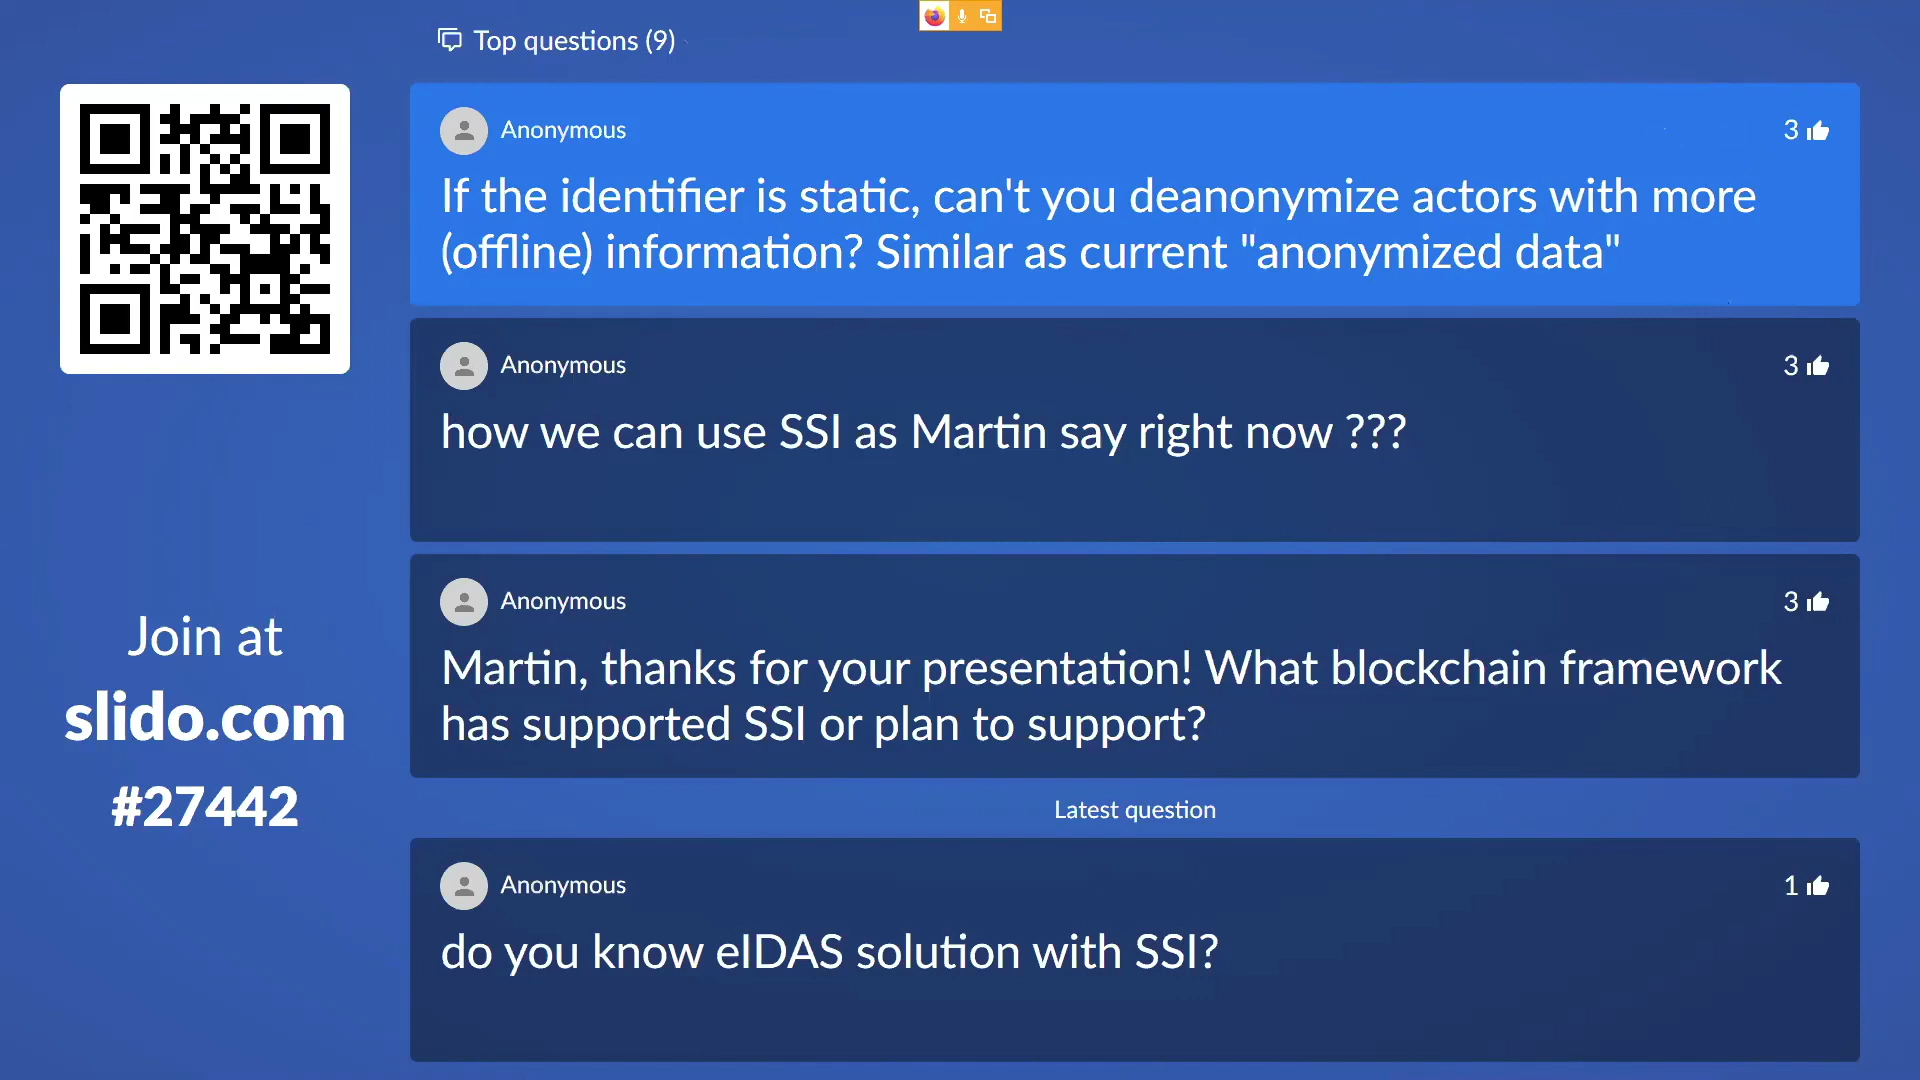 Top questions (9)
Anonymous
3
If the identifier is static, can't you deanonymize actors with more
(offline) information? Similar as current "anonymized data"
Anonymous
3
how we can use SSI as Martin say right now ???
Anonymous
3
Martin, thanks for your presentation! What blockchain framework
has supported SSI or plan to support?
Latest question
Anonymous
1
do you know eIDAS solution with SSI?
Join at
slido.com
#27442